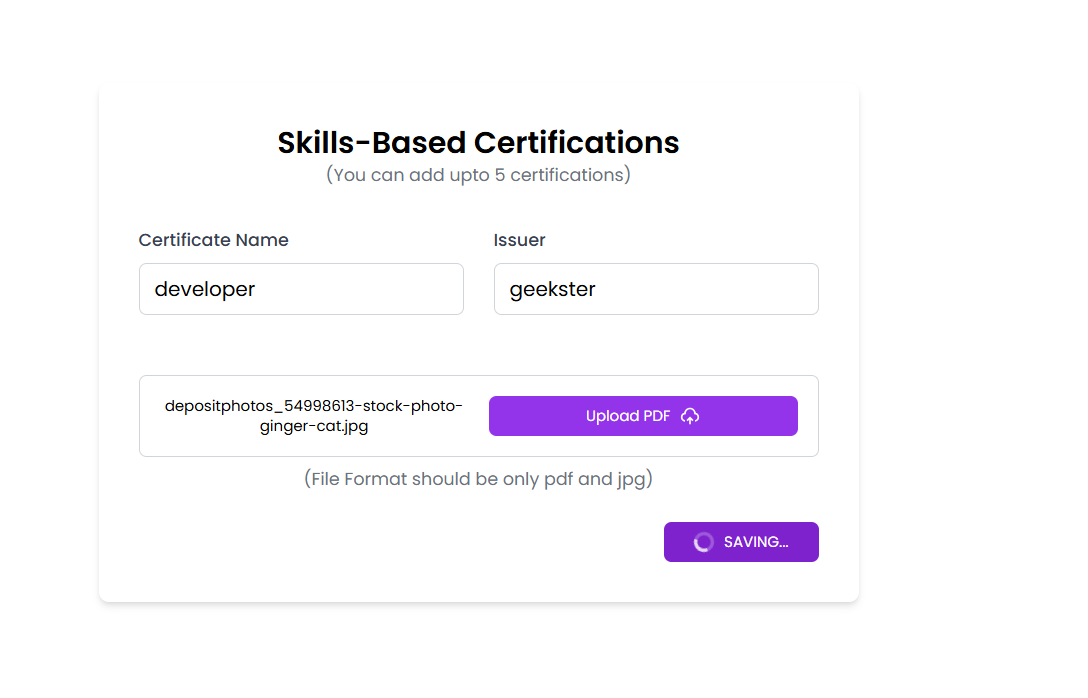 Skills-Based Certifications
(You can add upto 5 certifications)
Certificate Name
Issuer
developer
geekster
depositphotos_54998613-stock-photo-
ginger-cat.jpg
Upload PDF
(File Format should be only pdf and jpg)
SAVING...